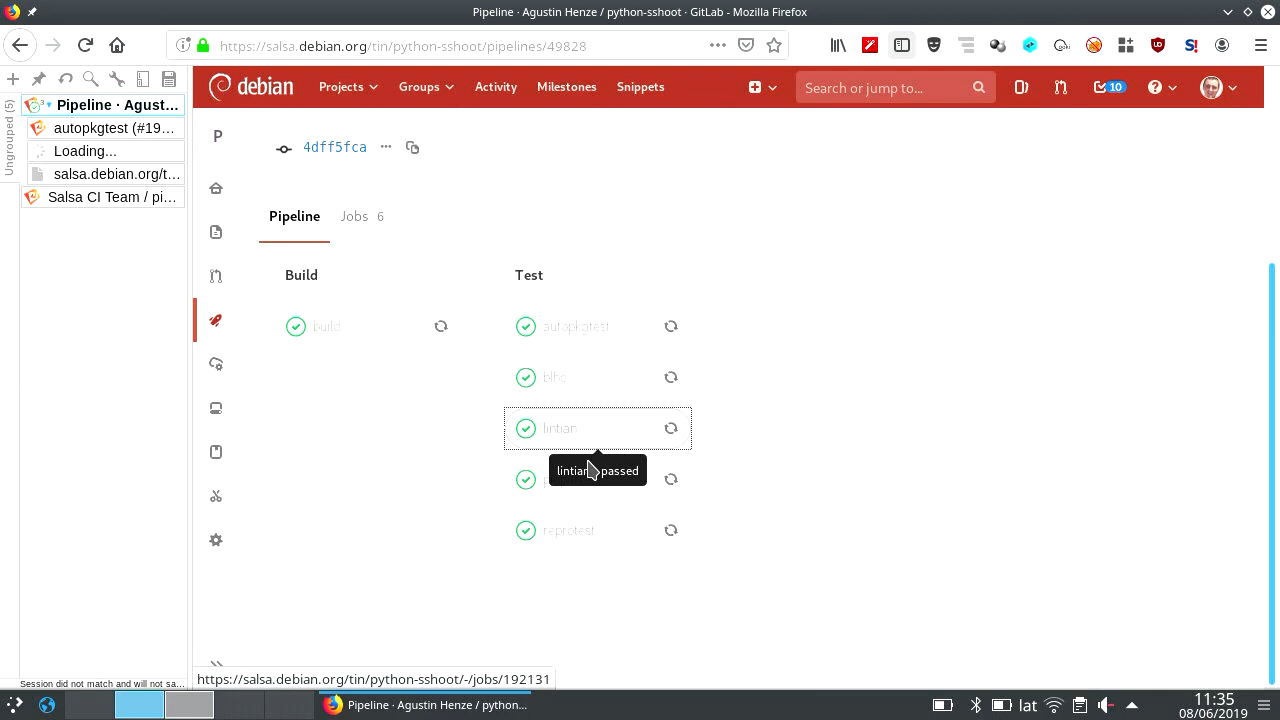 Pipeline · Agustin Henze / python-sshoot · GitLab - Mozilla Firefox
https://salsa.debian.org/tin/python-sshoot/pipelines/49828
Ungrouped (5)
Pipeline · Agust...
autopkgtest (#19...
Loading...
salsa.debian.org/t...
Salsa CI Team / pi...
debian
Projects
Groups
Activity
Milestones
Snippets
Search or jump to...
10
P
4dff5fca
Pipeline
Jobs 6
Build
Test
build
autopkgtest
blhc
lintian
lintian passed
reprotest
https://salsa.debian.org/tin/python-sshoot/-/jobs/192131
Session did not match and will not sa...
Pipeline · Agustin Henze / python...
lat
11:35
08/06/2019